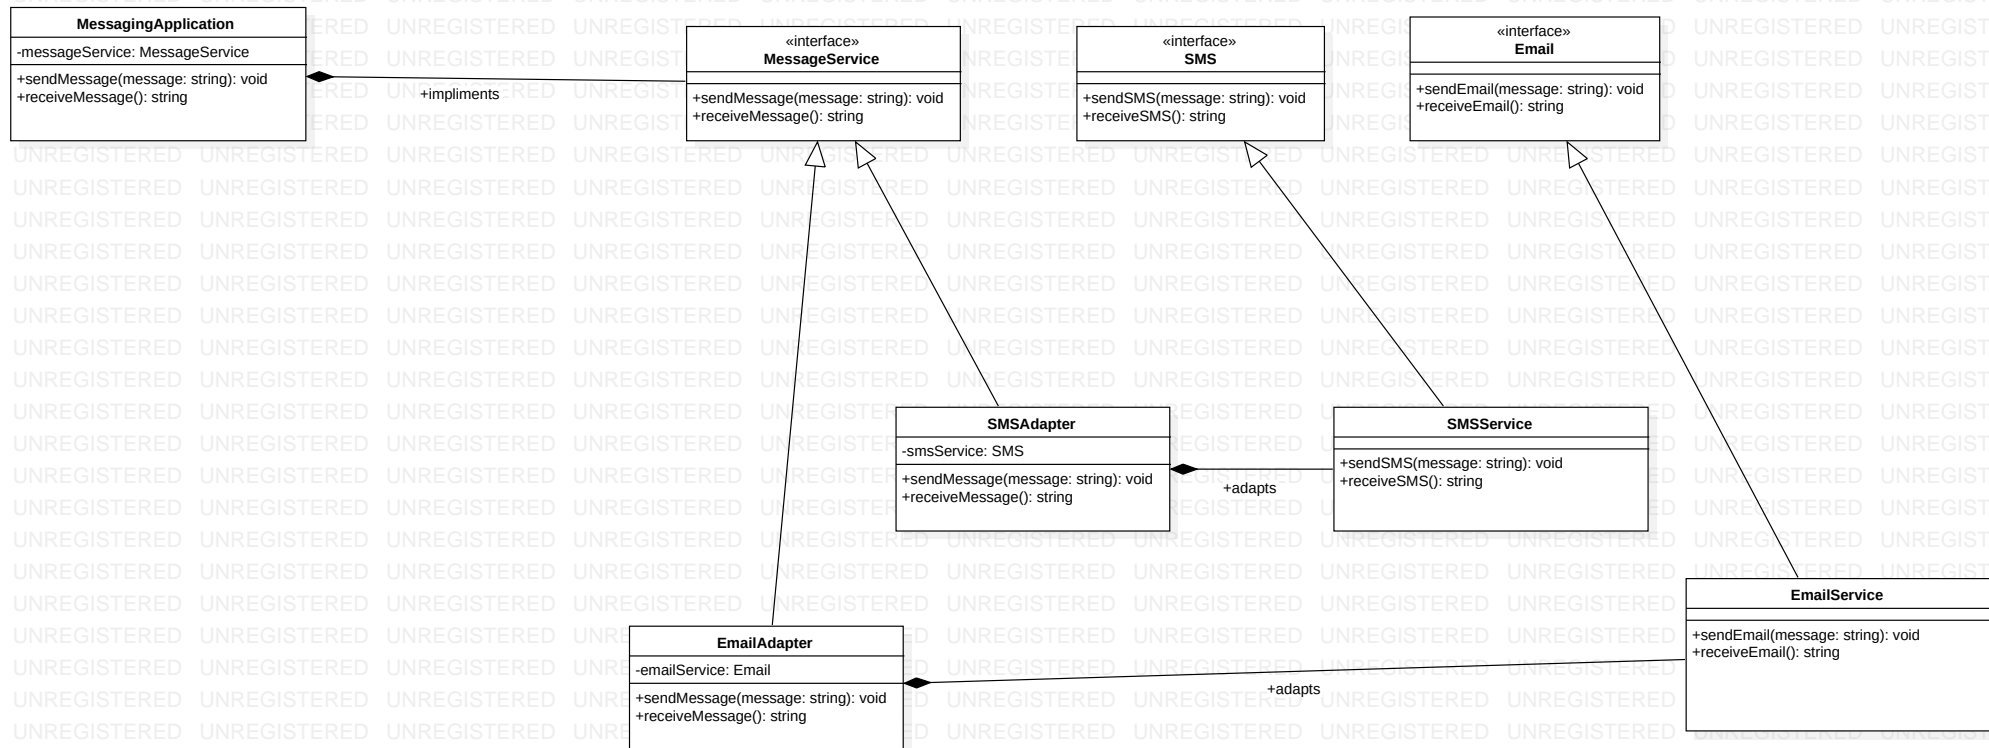 MessagingApplication
-messageService: MessageService
+sendMessage(message: string): void
+receiveMessage(): string
+impliments
«interface»
MessageService
+sendMessage(message: string): void
+receiveMessage(): string
«interface»
SMS
+sendSMS(message: string): void
+receiveSMS(): string
«interface»
Email
+sendEmail(message: string): void
+receiveEmail(): string
SMSAdapter
-smsService: SMS
+sendMessage(message: string): void
+receiveMessage(): string
+adapts
SMSService
+sendSMS(message: string): void
+receiveSMS(): string
EmailAdapter
-emailService: Email
+sendMessage(message: string): void
+receiveMessage(): string
+adapts
EmailService
+sendEmail(message: string): void
+receiveEmail(): string
UNREGISTERED